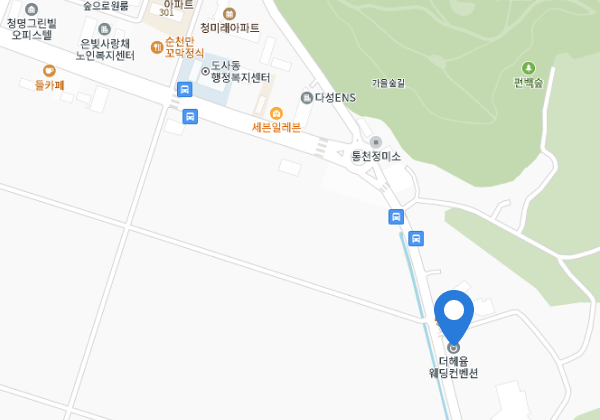 숲으로원룸
아파트
301
청명그린빌
오피스텔
청미래아파트
은빛사랑채
노인복지센터
순천만
꼬막정식
도사동
행정복지센터
들카페
다성ENS
가을숲길
편백숲
세븐일레븐
통천정미소
더헤윰
웨딩컨벤션